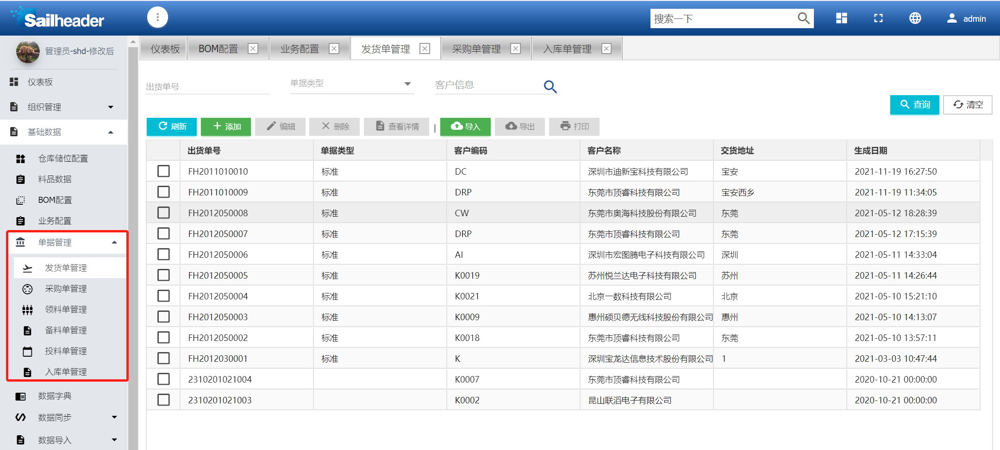 Sailheader
搜索一下
admin
管理员-shd-修改后
仪表板
组织管理
基础数据
仓库储位配置
料品数据
BOM配置
业务配置
单据管理
发货单管理
采购单管理
领料单管理
备料单管理
投料单管理
入库单管理
数据字典
数据同步
数据导入
仪表板 BOM配置 业务配置 发货单管理 采购单管理 入库单管理
出货单号 单据类型 客户信息
查询 清空
刷新 添加 编辑 删除 查看详情 | 导入 导出 打印
出货单号 单据类型 客户编码 客户名称 交货地址 生成日期
FH2011010010 标准 DC 深圳市迪新宝科技有限公司 宝安 2021-11-19 16:27:50
FH2011010009 标准 DRP 东莞市顶睿科技有限公司 宝安西乡 2021-11-19 11:34:05
FH2012050008 标准 CW 东莞市奥海科技股份有限公司 东莞 2021-05-12 18:28:39
FH2012050007 标准 DRP 东莞市顶睿科技有限公司 东莞 2021-05-12 17:15:39
FH2012050006 标准 AI 深圳市宏图腾电子科技有限公司 深圳 2021-05-11 14:33:04
FH2012050005 标准 K0019 苏州悦兰达电子科技有限公司 苏州 2021-05-11 14:26:44
FH2012050004 标准 K0021 北京一数科技有限公司 北京 2021-05-10 15:21:10
FH2012050003 标准 K0009 惠州硕贝德无线科技股份有限公司 惠州 2021-05-10 14:13:07
FH2012050002 标准 K0018 东莞市顶睿科技有限公司 东莞 2021-05-10 13:57:11
FH2012030001 标准 K 深圳宝龙达信息技术股份有限公司 1 2021-03-03 10:47:44
2310201021004 K0007 东莞市顶睿科技有限公司 2020-10-21 00:00:00
2310201021003 K0002 昆山联滔电子有限公司 2020-10-21 00:00:00